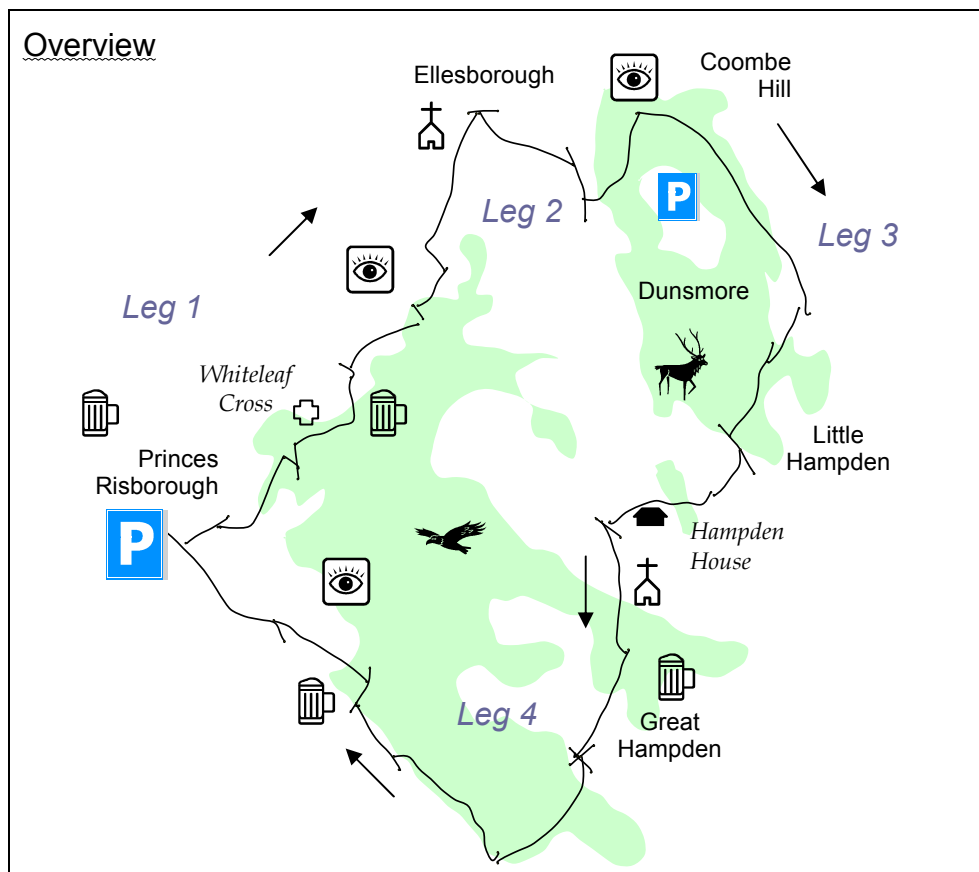 Overview
Ellesborough
Coombe
Hill
P
Leg 2
Leg 3
Dunsmore
Leg 1
Whiteleaf
Cross
Little
Hampden
Princes
Risborough
P
Hampden
House
Leg 4
Great
Hampden